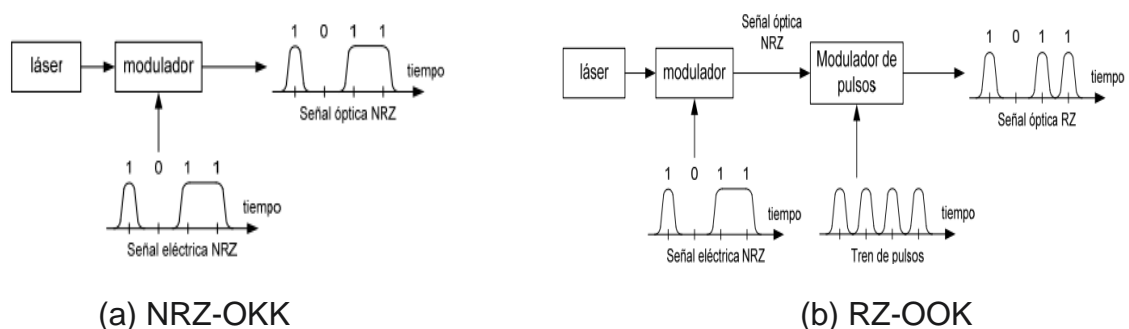 1 0 1 1
láser
modulador
tiempo
Señal óptica NRZ
1 0 1 1
tiempo
Señal eléctrica NRZ
(a) NRZ-OKK
Señal óptica
NRZ
1 0 1 1
láser
modulador
Modulador de
pulsos
tiempo
Señal óptica RZ
1 0 1 1
tiempo
Señal eléctrica NRZ
tiempo
Tren de pulsos
(b) RZ-OOK